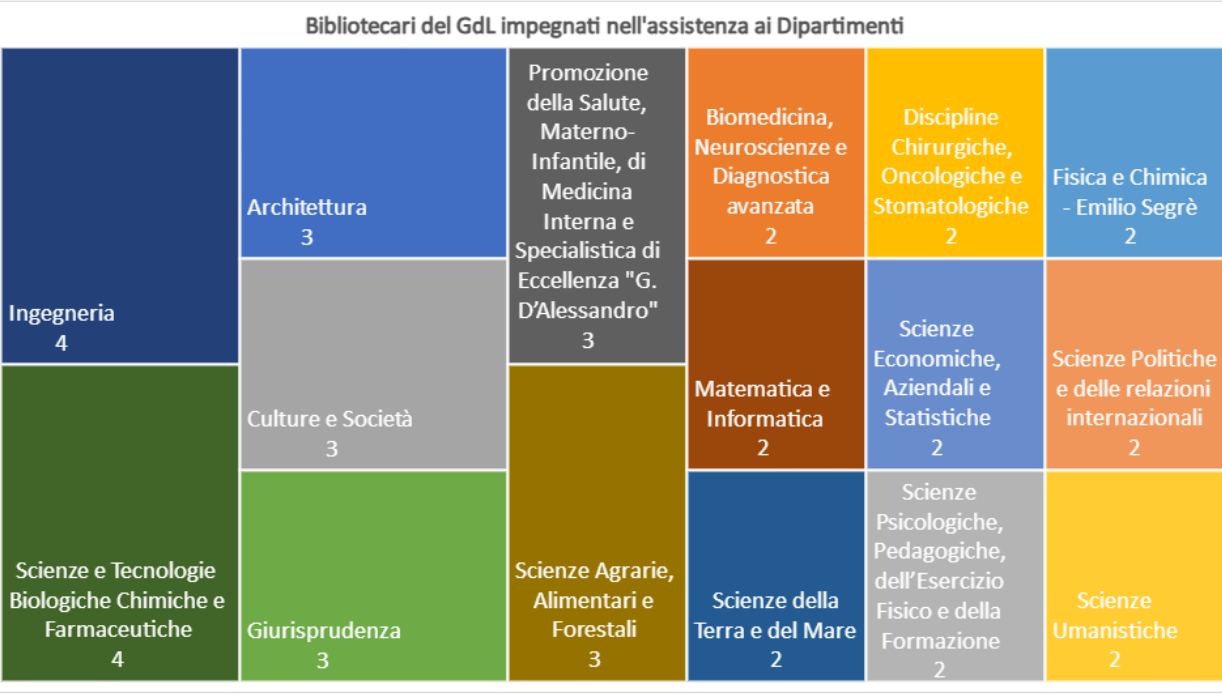 Bibliotecari del GdL impegnati nell'assistenza ai Dipartimenti
Ingegneria
4
Scienze e Tecnologie
Biologiche Chimiche e
Farmaceutiche
4
Architettura
3
Culture e Società
3
Giurisprudenza
3
Promozione
della Salute,
Materno-
Infantile, di
Medicina
Interna e
Specialistica di
Eccellenza "G.
D’Alessandro"
3
Scienze Agrarie,
Alimentari e
Forestali
3
Biomedicina,
Neuroscienze e
Diagnostica
avanzata
2
Matematica e
Informatica
2
Scienze della
Terra e del Mare
2
Discipline
Chirurgiche,
Oncologiche e
Stomatologiche
2
Scienze
Economiche,
Aziendali e
Statistiche
2
Scienze
Psicologiche,
Pedagogiche,
dell’Esercizio
Fisico e della
Formazione
2
Fisica e Chimica
- Emilio Segrè
2
Scienze Politiche
e delle relazioni
internazionali
2
Scienze
Umanistiche
2